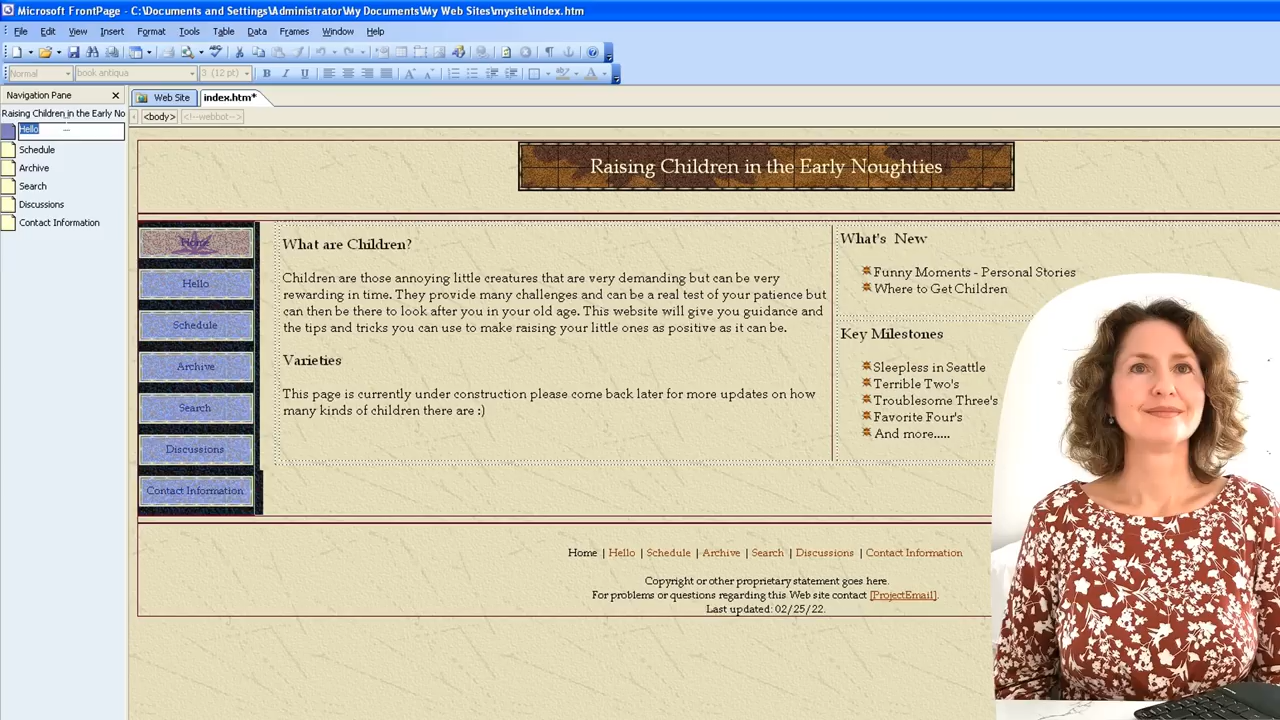 Microsoft FrontPage - C:\Documents and Settings\Administrator\My Documents\My Web Sites\mysite\index.htm
File Edit View Insert Format Tools Table Data Frames Window Help
Normal book antiqua 3 (12 pt) B I U A A A
Navigation Pane
Web Site index.htm*
<body> <!--webbot-->
Raising Children in the Early No
Hello
Schedule
Archive
Search
Discussions
Contact Information
Raising Children in the Early Noughties
Home
Hello
Schedule
Archive
Search
Discussions
Contact Information
What are Children?
Children are those annoying little creatures that are very demanding but can be very
rewarding in time. They provide many challenges and can be a real test of your patience but
can then be there to look after you in your old age. This website will give you guidance and
the tips and tricks you can use to make raising your little ones as positive as it can be.
Varieties
This page is currently under construction please come back later for more updates on how
many kinds of children there are :)
What's New
Funny Moments - Personal Stories
Where to Get Children
Key Milestones
Sleepless in Seattle
Terrible Two's
Troublesome Three's
Favorite Four's
And more.....
Home | Hello | Schedule | Archive | Search | Discussions | Contact Information
Copyright or other proprietary statement goes here.
For problems or questions regarding this Web site contact [ProjectEmail].
Last updated: 02/25/22.